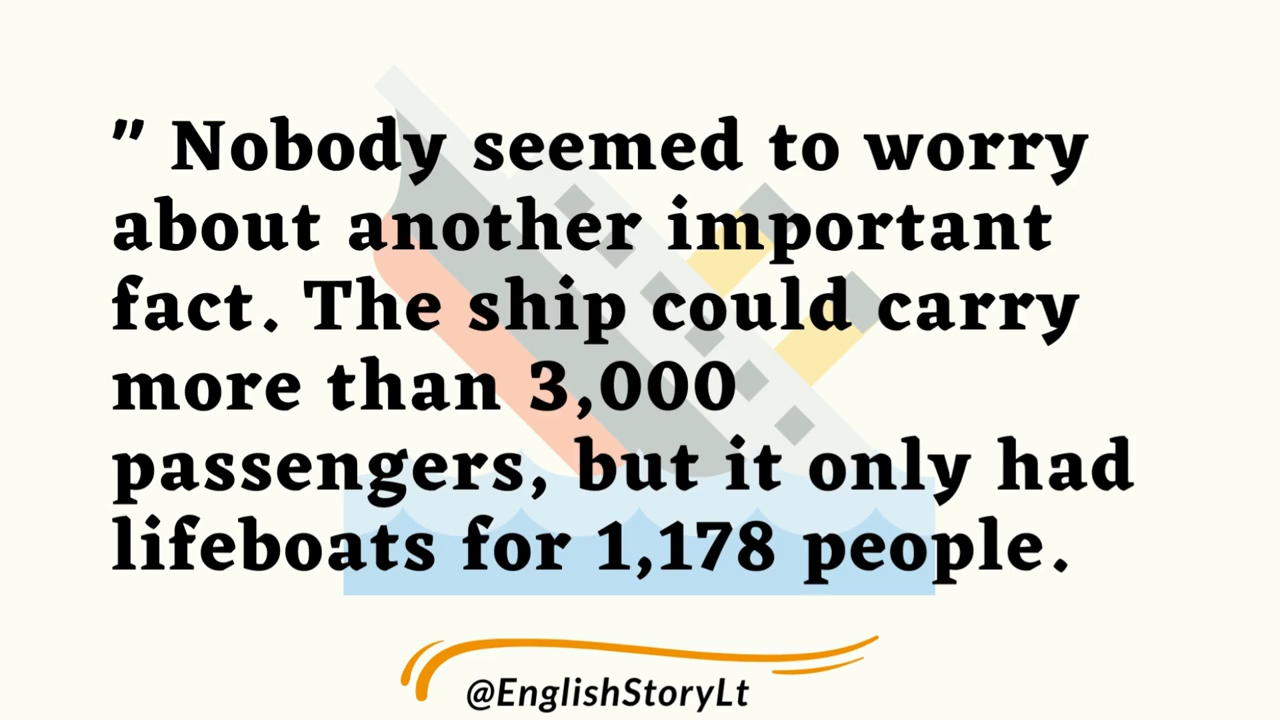 " Nobody seemed to worry
about another important
fact. The ship could carry
more than 3,000
passengers, but it only had
lifeboats for 1,178 people.
@EnglishStoryLt